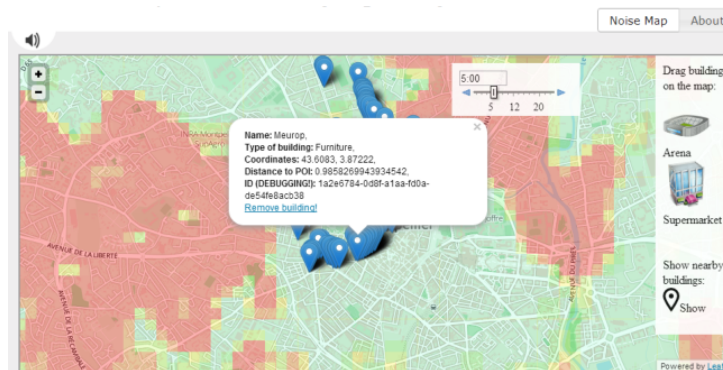 Noise Map
About
5:00
5 12 20
Drag building
on the map:
Arena
Supermarket
Show nearby
buildings:
Show
Name: Meurop,
Type of building: Furniture,
Coordinates: 43.6083, 3.87222,
Distance to POI: 0.9858269943934542,
ID (DEBUGGING!): 1a2e6784-0d8f-a1aa-fd0a-
de54fe8acb38
Remove building!
AVENUE DE LA LIBERTÉ
Powered by Leaf